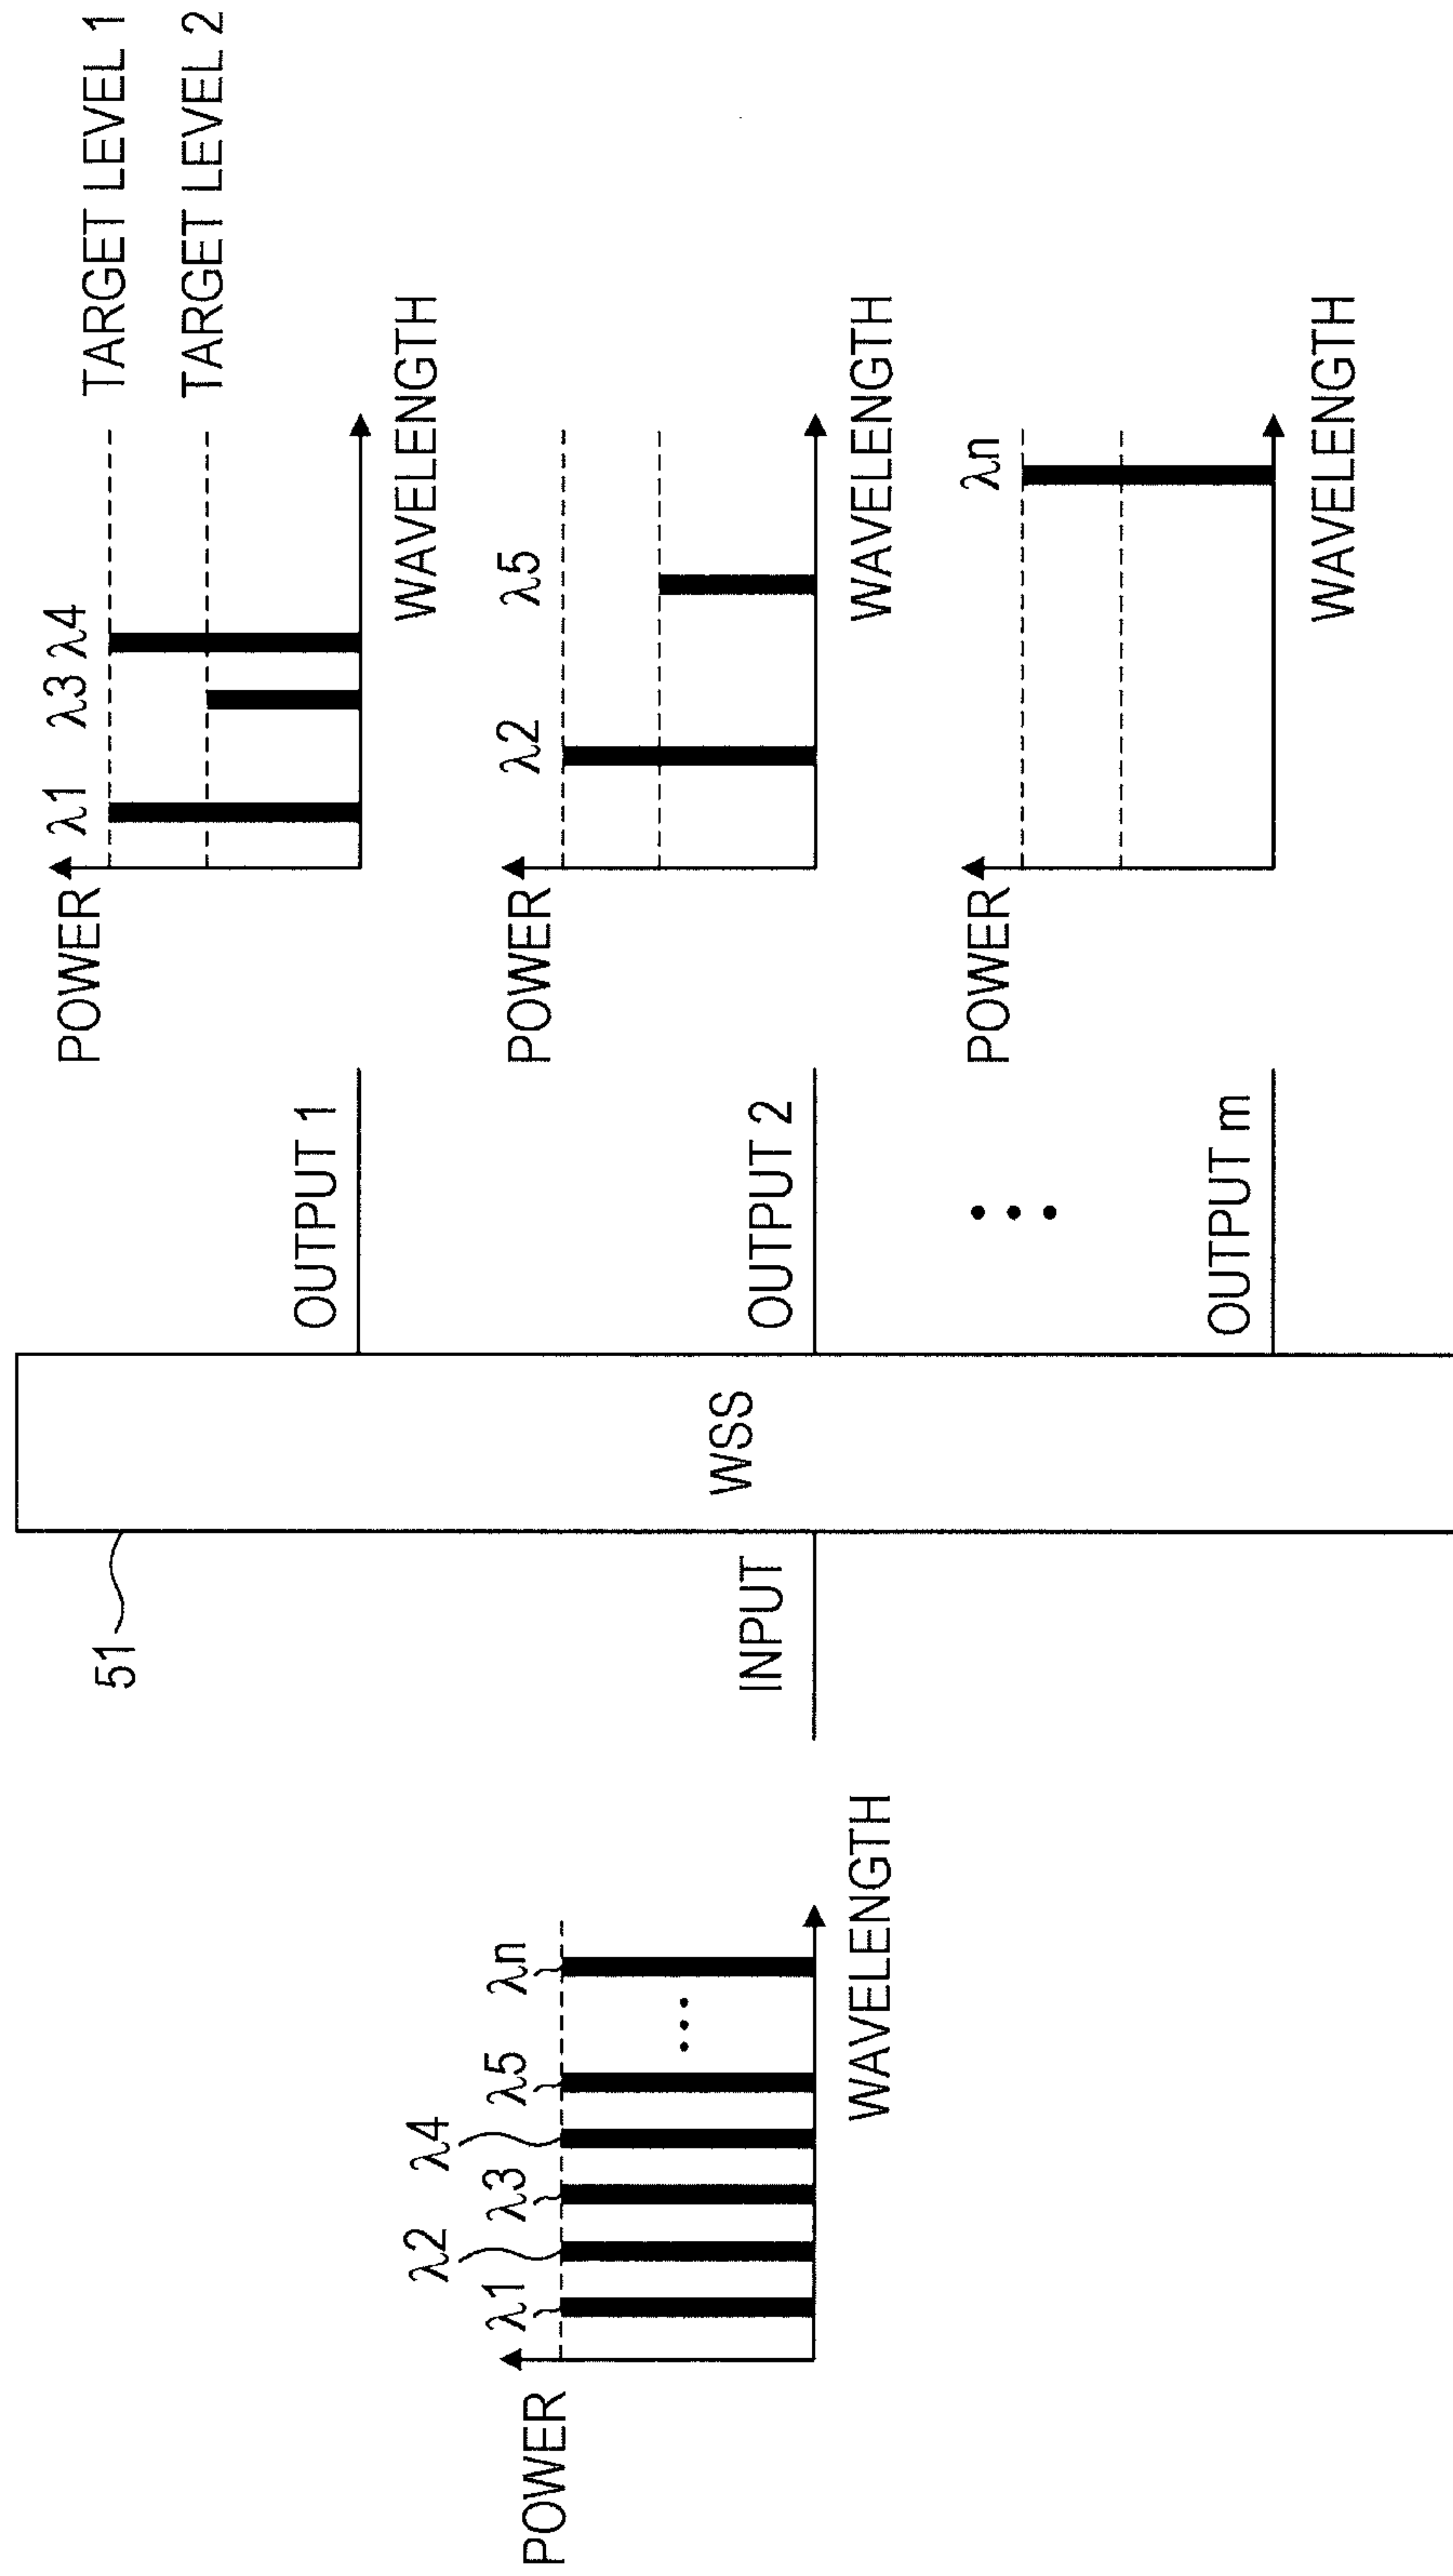 POWER
λ1
λ2
λ3
λ4
λ5
λn
WAVELENGTH
51
INPUT
WSS
OUTPUT 1
POWER
λ1
λ3
λ4
TARGET LEVEL 1
TARGET LEVEL 2
WAVELENGTH
OUTPUT 2
POWER
λ2
λ5
WAVELENGTH
OUTPUT m
POWER
λn
WAVELENGTH